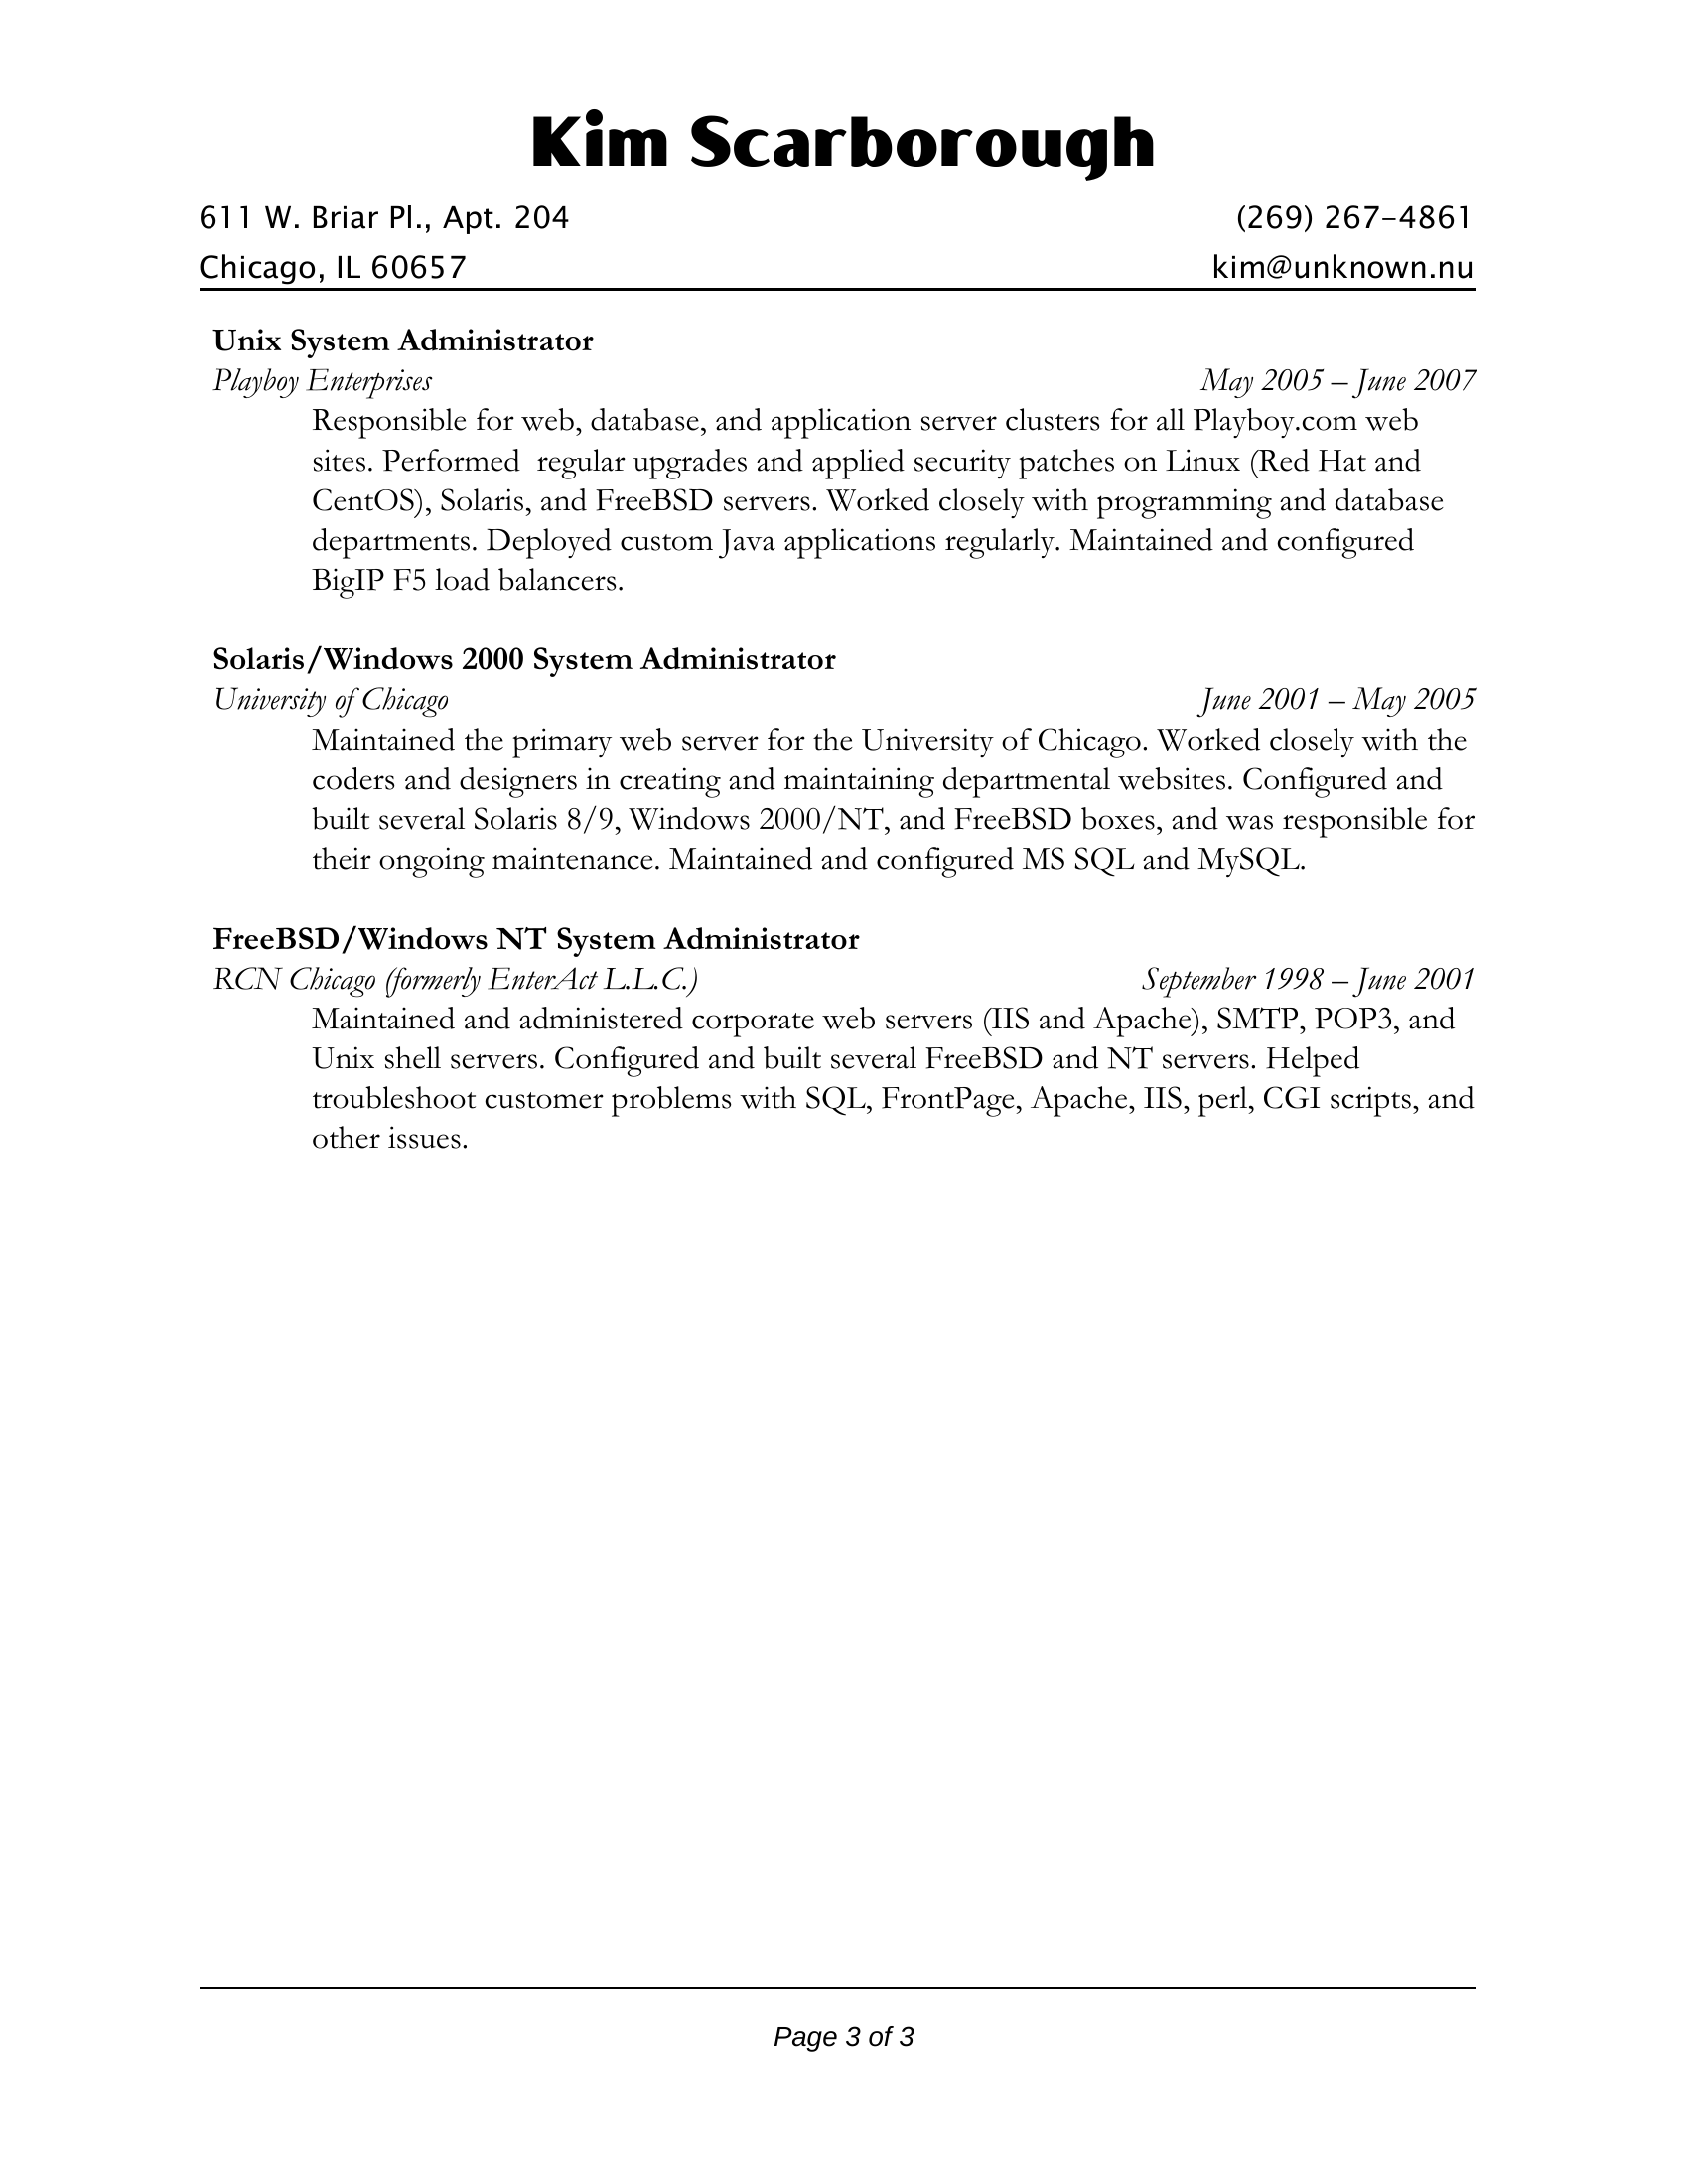 Kim Scarborough
611 W. Briar Pl., Apt. 204 (269) 267-4861
Chicago, IL 60657 kim@unknown.nu
Unix System Administrator
Playboy Enterprises May 2005 – June 2007
Responsible for web, database, and application server clusters for all Playboy.com web
sites. Performed  regular upgrades and applied security patches on Linux (Red Hat and
CentOS), Solaris, and FreeBSD servers. Worked closely with programming and database
departments. Deployed custom Java applications regularly. Maintained and configured
BigIP F5 load balancers.
Solaris/Windows 2000 System Administrator
University of Chicago June 2001 – May 2005
Maintained the primary web server for the University of Chicago. Worked closely with the
coders and designers in creating and maintaining departmental websites. Configured and
built several Solaris 8/9, Windows 2000/NT, and FreeBSD boxes, and was responsible for
their ongoing maintenance. Maintained and configured MS SQL and MySQL.
FreeBSD/Windows NT System Administrator
RCN Chicago (formerly EnterAct L.L.C.) September 1998 – June 2001
Maintained and administered corporate web servers (IIS and Apache), SMTP, POP3, and
Unix shell servers. Configured and built several FreeBSD and NT servers. Helped
troubleshoot customer problems with SQL, FrontPage, Apache, IIS, perl, CGI scripts, and
other issues.
Page 3 of 3